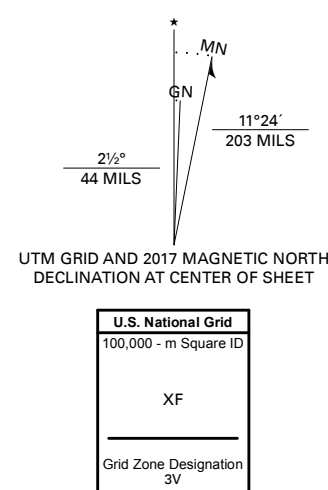 ★
MN
GN
11°24´
203 MILS
2½°
44 MILS
UTM GRID AND 2017 MAGNETIC NORTH
DECLINATION AT CENTER OF SHEET
U.S. National Grid
100,000 - m Square ID
XF
Grid Zone Designation
3V